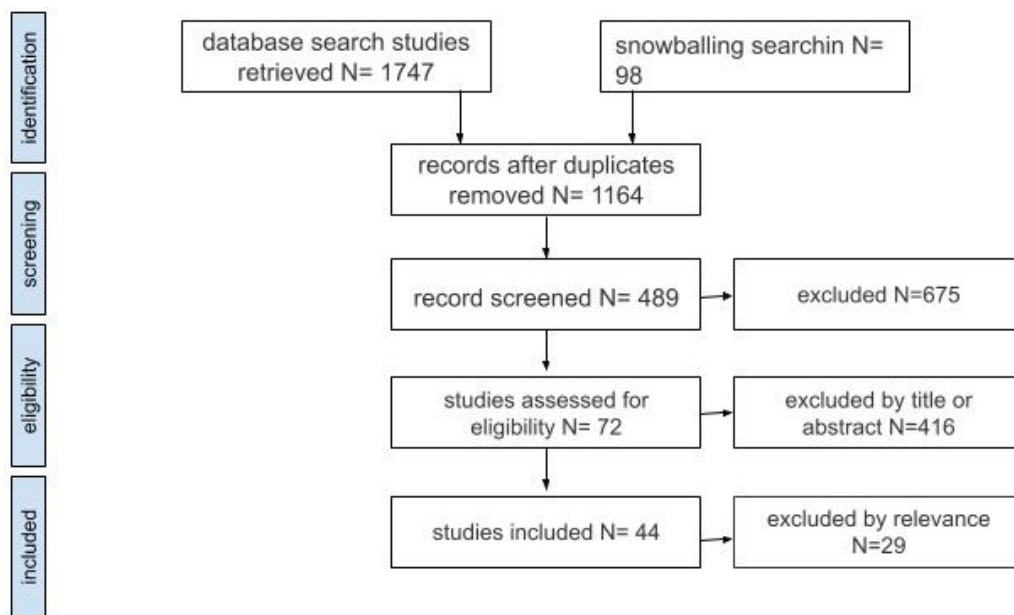 identification
database search studies
retrieved N= 1747
snowballing searchin N=
98
records after duplicates
removed N= 1164
screening
record screened N= 489
excluded N=675
eligibility
studies assessed for
eligibility N= 72
excluded by title or
abstract N=416
included
studies included N= 44
excluded by relevance
N=29